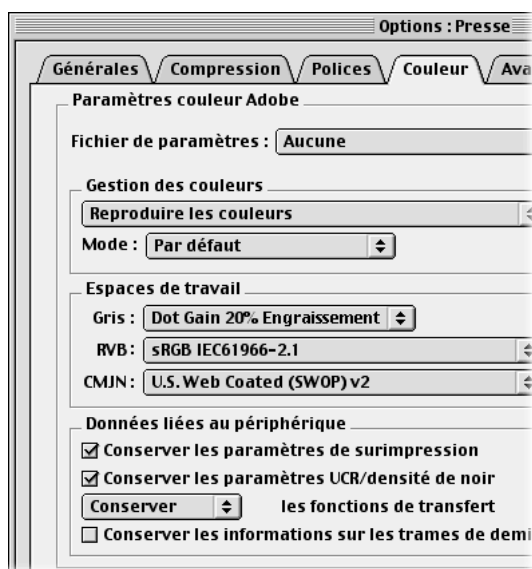 Options : Presse
Générales Compression Polices Couleur Ava
Paramètres couleur Adobe
Fichier de paramètres : Aucune
Gestion des couleurs
Reproduire les couleurs
Mode : Par défaut
Espaces de travail
Gris : Dot Gain 20% Engraissement
RVB : sRGB IEC61966-2.1
CMJN : U.S. Web Coated (SWOP) v2
Données liées au périphérique
Conserver les paramètres de surimpression
Conserver les paramètres UCR/densité de noir
Conserver les fonctions de transfert
Conserver les informations sur les trames de demi